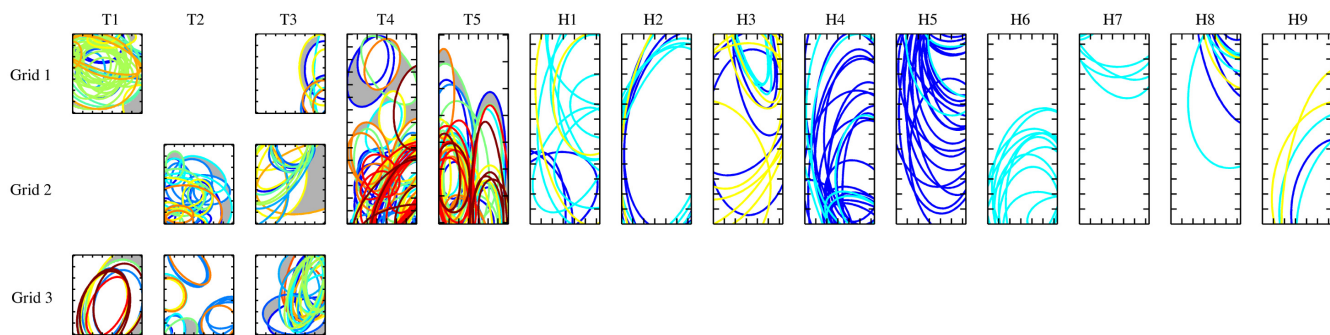 T1 T2 T3 T4 T5 H1 H2 H3 H4 H5 H6 H7 H8 H9
Grid 1
Grid 2
Grid 3